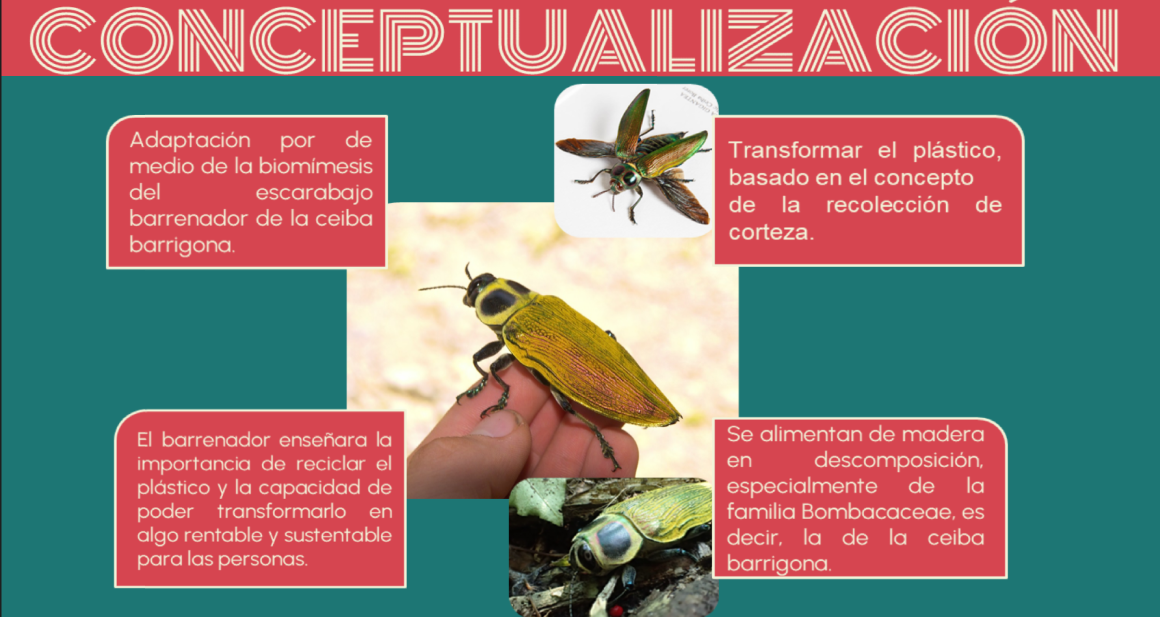 CONCEPTUALIZACIÓN
Adaptación por de
medio de la biomímesis
del escarabajo
barrenador de la ceiba
barrigona.
Transformar el plástico,
basado en el concepto
de la recolección de
corteza.
El barrenador enseñara la
importancia de reciclar el
plástico y la capacidad de
poder transformarlo en
algo rentable y sustentable
para las personas.
Se alimentan de madera
en descomposición,
especialmente de la
familia Bombacaceae, es
decir, la de la ceiba
barrigona.